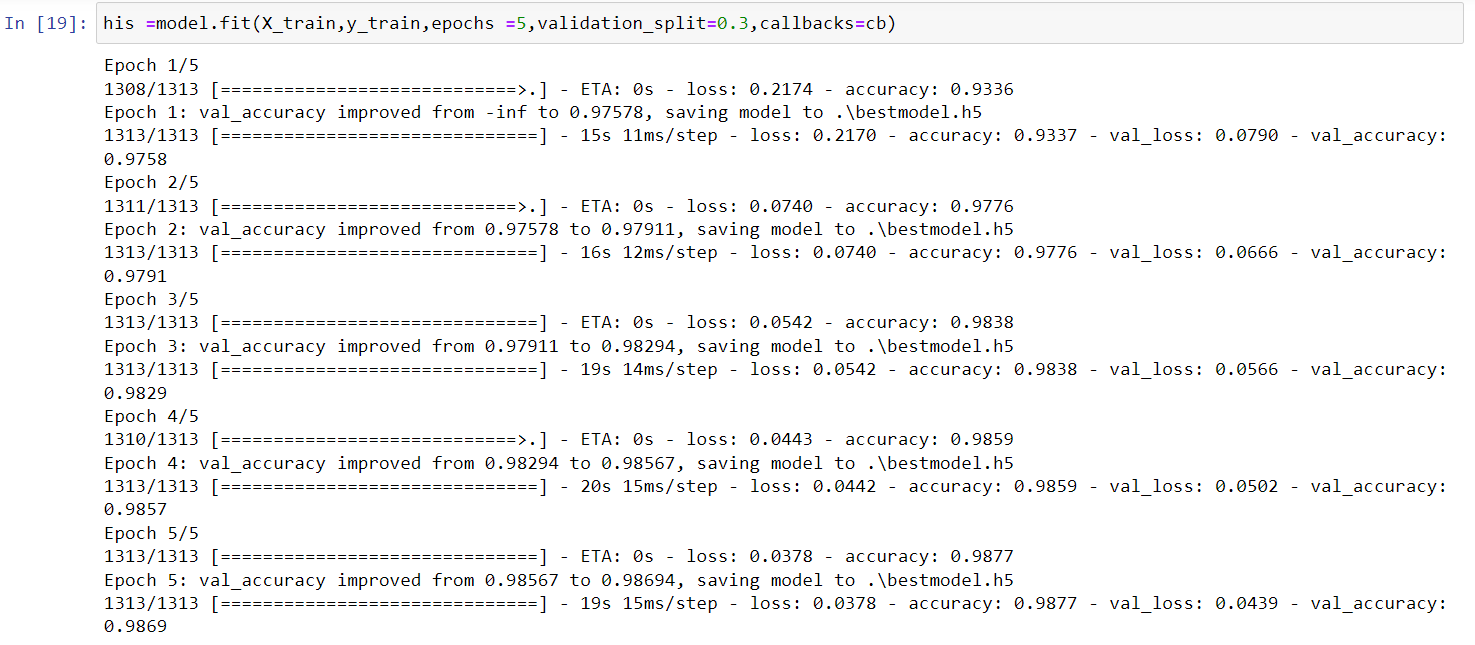 In [19]: his =model.fit(X_train,y_train,epochs =5,validation_split=0.3,callbacks=cb)
Epoch 1/5
1308/1313 [============================>.] - ETA: 0s - loss: 0.2174 - accuracy: 0.9336
Epoch 1: val_accuracy improved from -inf to 0.97578, saving model to .\bestmodel.h5
1313/1313 [==============================] - 15s 11ms/step - loss: 0.2170 - accuracy: 0.9337 - val_loss: 0.0790 - val_accuracy:
0.9758
Epoch 2/5
1311/1313 [============================>.] - ETA: 0s - loss: 0.0740 - accuracy: 0.9776
Epoch 2: val_accuracy improved from 0.97578 to 0.97911, saving model to .\bestmodel.h5
1313/1313 [==============================] - 16s 12ms/step - loss: 0.0740 - accuracy: 0.9776 - val_loss: 0.0666 - val_accuracy:
0.9791
Epoch 3/5
1313/1313 [==============================] - ETA: 0s - loss: 0.0542 - accuracy: 0.9838
Epoch 3: val_accuracy improved from 0.97911 to 0.98294, saving model to .\bestmodel.h5
1313/1313 [==============================] - 19s 14ms/step - loss: 0.0542 - accuracy: 0.9838 - val_loss: 0.0566 - val_accuracy:
0.9829
Epoch 4/5
1310/1313 [============================>.] - ETA: 0s - loss: 0.0443 - accuracy: 0.9859
Epoch 4: val_accuracy improved from 0.98294 to 0.98567, saving model to .\bestmodel.h5
1313/1313 [==============================] - 20s 15ms/step - loss: 0.0442 - accuracy: 0.9859 - val_loss: 0.0502 - val_accuracy:
0.9857
Epoch 5/5
1313/1313 [==============================] - ETA: 0s - loss: 0.0378 - accuracy: 0.9877
Epoch 5: val_accuracy improved from 0.98567 to 0.98694, saving model to .\bestmodel.h5
1313/1313 [==============================] - 19s 15ms/step - loss: 0.0378 - accuracy: 0.9877 - val_loss: 0.0439 - val_accuracy:
0.9869